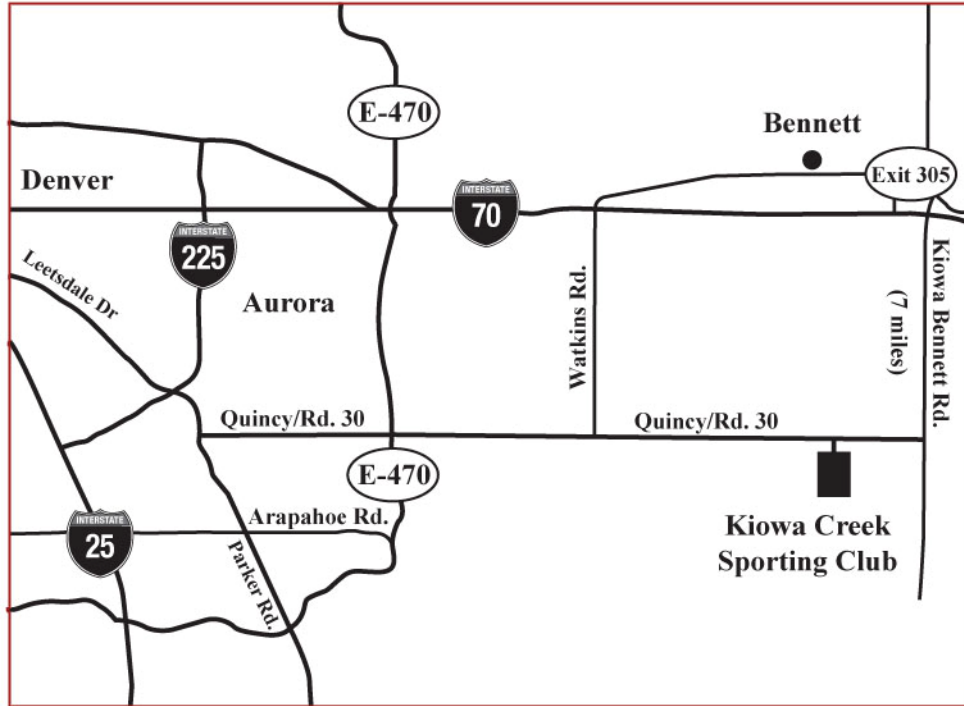 E-470
Bennett
Exit 305
Denver
INTERSTATE
70
INTERSTATE
225
Leetsdale Dr
Aurora
Watkins Rd.
(7 miles)
Kiowa Bennett Rd.
Quincy/Rd. 30
Quincy/Rd. 30
E-470
INTERSTATE
25
Arapahoe Rd.
Parker Rd.
Kiowa Creek
Sporting Club